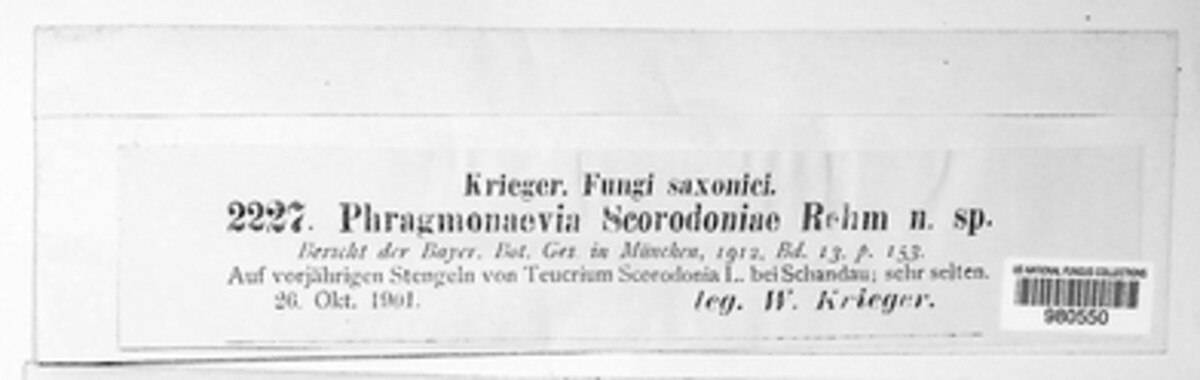 Krieger. Fungi saxonici.
2227. Phragmonaevia Scorodoniae Rehm n. sp.
Bericht der Bayer. Bot. Ges. in München, 1912, Bd. 13, p. 153.
Auf vorjährigen Stengeln von Teucrium Scorodonia L. bei Schandau; sehr selten.
26. Okt. 1901. leg. W. Krieger.
US NATIONAL FUNGUS COLLECTIONS
980550